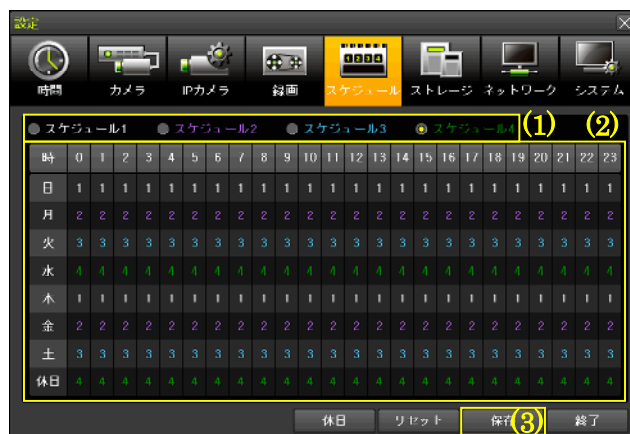 設定
時間 カメラ IPカメラ 録画 スケジュール ストレージ ネットワーク システム
スケジュール1 スケジュール2 スケジュール3 スケジュール4 (1) (2)
時 0 1 2 3 4 5 6 7 8 9 10 11 12 13 14 15 16 17 18 19 20 21 22 23
日 1 1 1 1 1 1 1 1 1 1 1 1 1 1 1 1 1 1 1 1 1 1 1 1
月 2 2 2 2 2 2 2 2 2 2 2 2 2 2 2 2 2 2 2 2 2 2 2 2
火 3 3 3 3 3 3 3 3 3 3 3 3 3 3 3 3 3 3 3 3 3 3 3 3
水 4 4 4 4 4 4 4 4 4 4 4 4 4 4 4 4 4 4 4 4 4 4 4 4
木 1 1 1 1 1 1 1 1 1 1 1 1 1 1 1 1 1 1 1 1 1 1 1 1
金 2 2 2 2 2 2 2 2 2 2 2 2 2 2 2 2 2 2 2 2 2 2 2 2
土 3 3 3 3 3 3 3 3 3 3 3 3 3 3 3 3 3 3 3 3 3 3 3 3
休日 4 4 4 4 4 4 4 4 4 4 4 4 4 4 4 4 4 4 4 4 4 4 4 4
休日 リセット 保存 (3) 終了